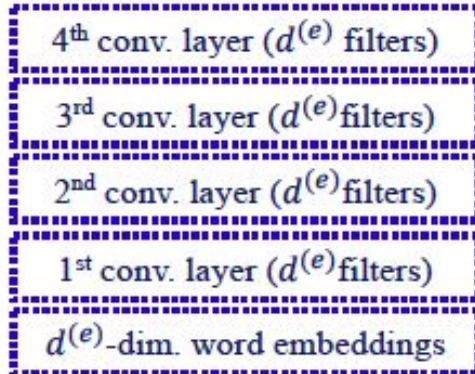 4th conv. layer (d(e) filters)
3rd conv. layer (d(e)filters)
2nd conv. layer (d(e)filters)
1st conv. layer (d(e)filters)
d(e)-dim. word embeddings